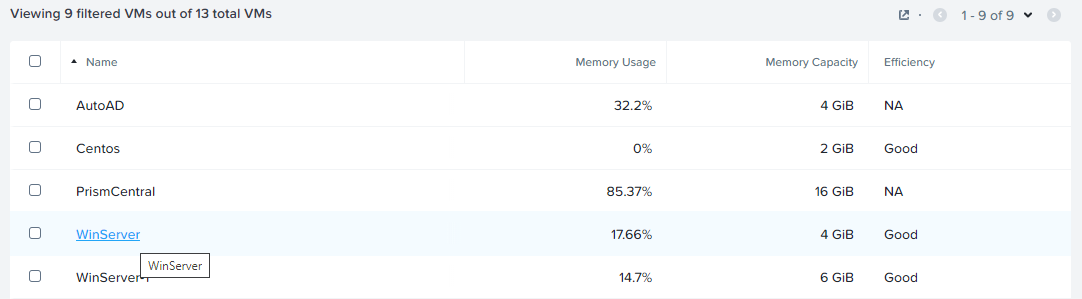 Viewing 9 filtered VMs out of 13 total VMs
1 - 9 of 9
Name Memory Usage Memory Capacity Efficiency
AutoAD 32.2% 4 GiB NA
Centos 0% 2 GiB Good
PrismCentral 85.37% 16 GiB NA
WinServer 17.66% 4 GiB Good
WinServer
WinServer-1 14.7% 6 GiB Good